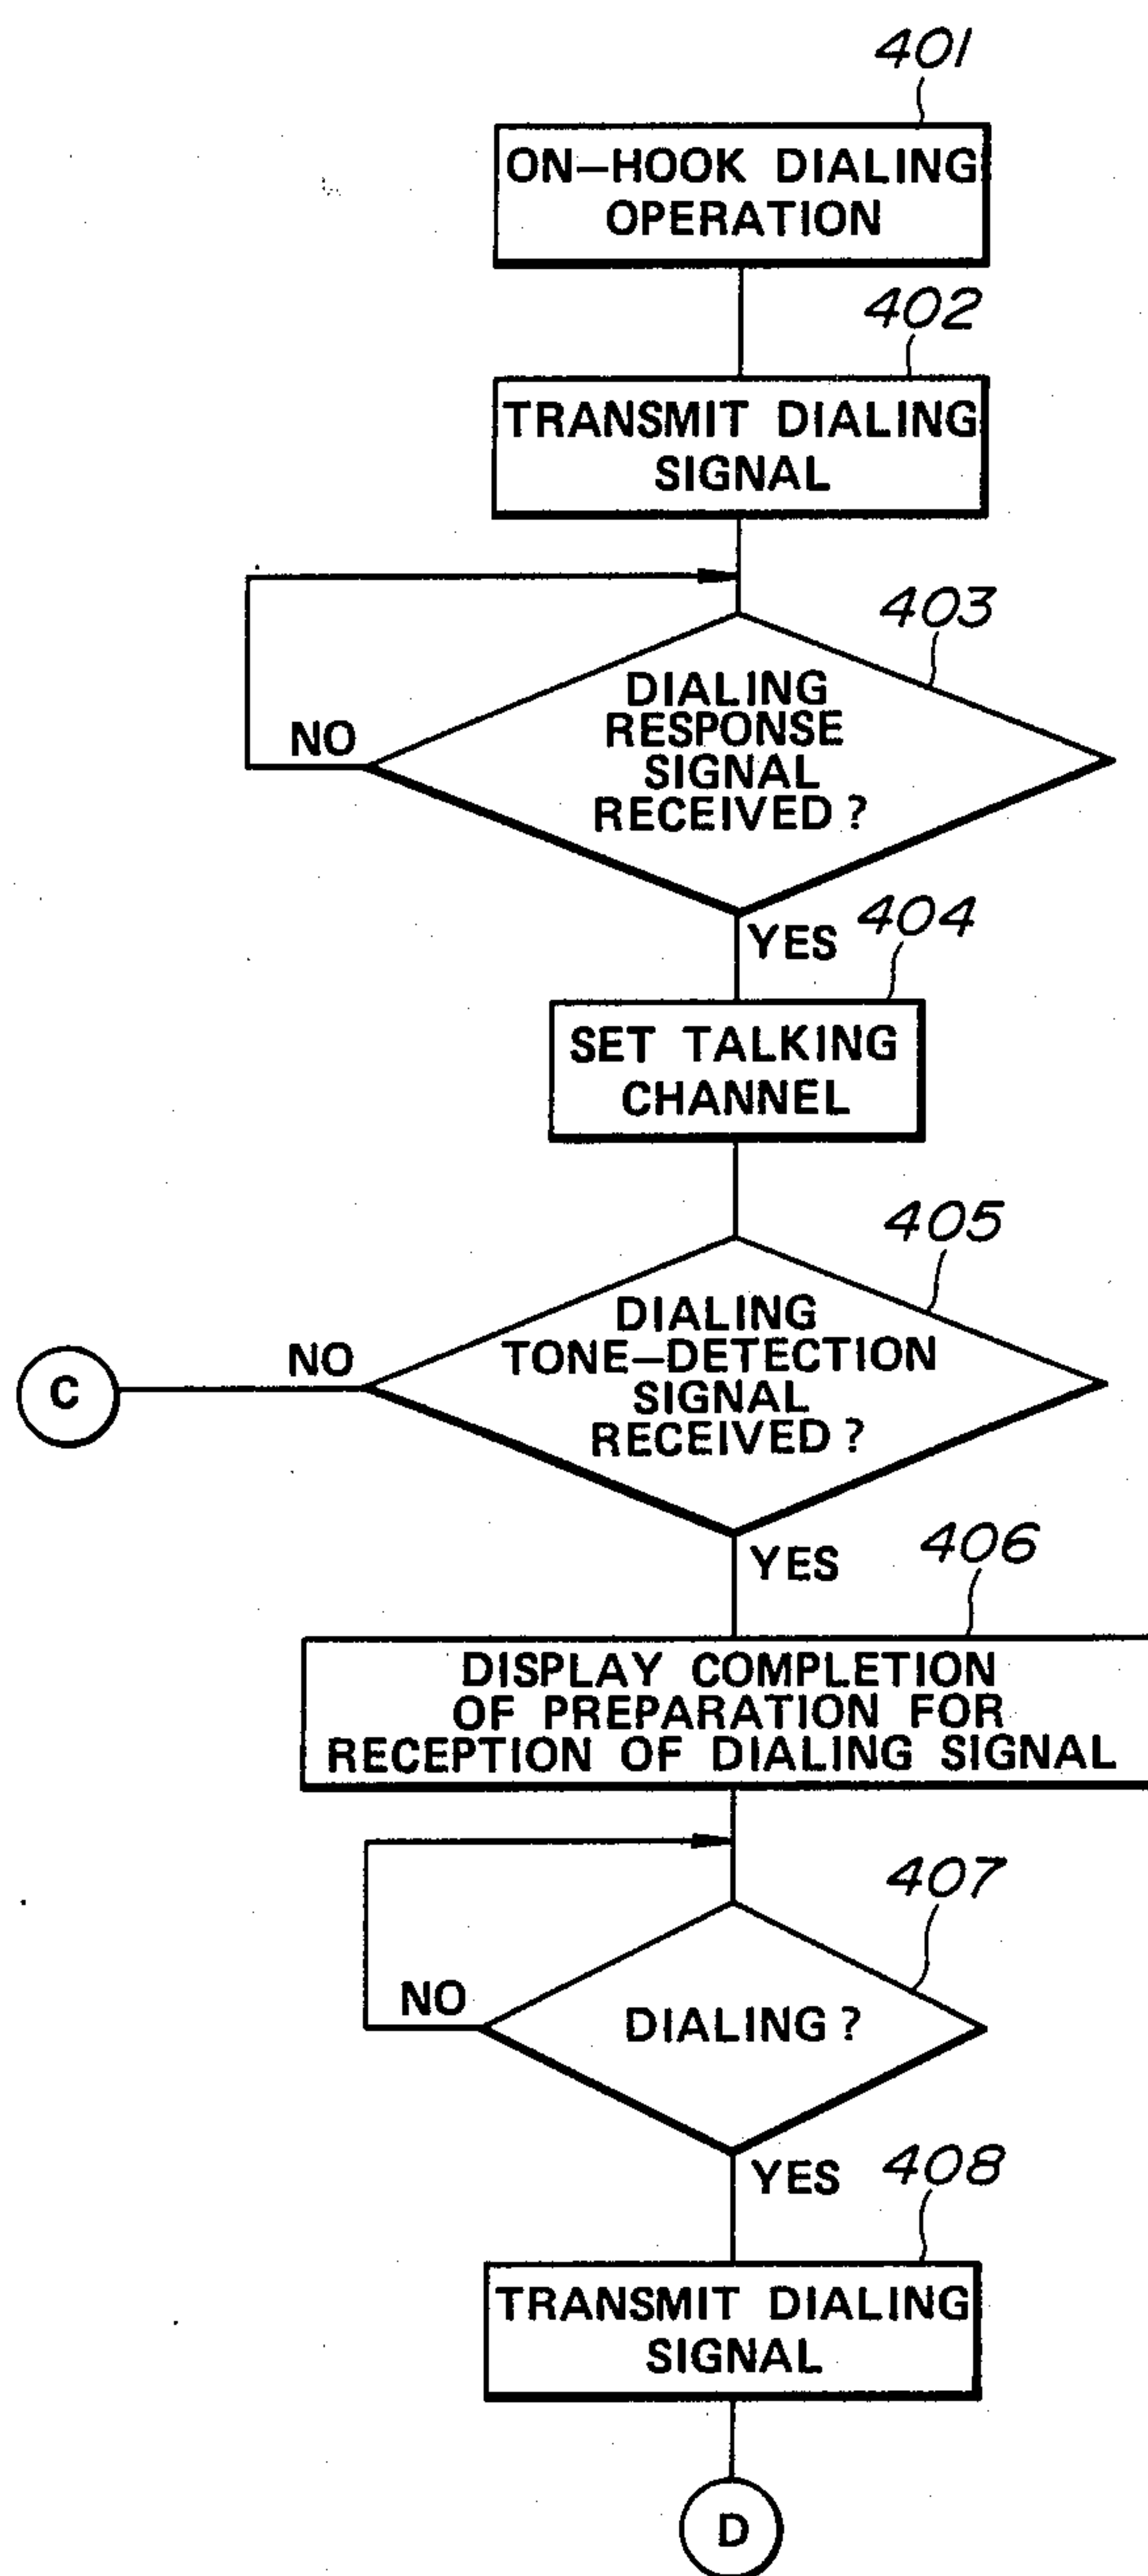 401
ON–HOOK DIALING
OPERATION
402
TRANSMIT DIALING
SIGNAL
403
DIALING
RESPONSE
SIGNAL
RECEIVED ?
NO
YES
404
SET TALKING
CHANNEL
405
DIALING
TONE–DETECTION
SIGNAL
RECEIVED ?
NO
C
YES
406
DISPLAY COMPLETION
OF PREPARATION FOR
RECEPTION OF DIALING SIGNAL
407
DIALING ?
NO
YES
408
TRANSMIT DIALING
SIGNAL
D